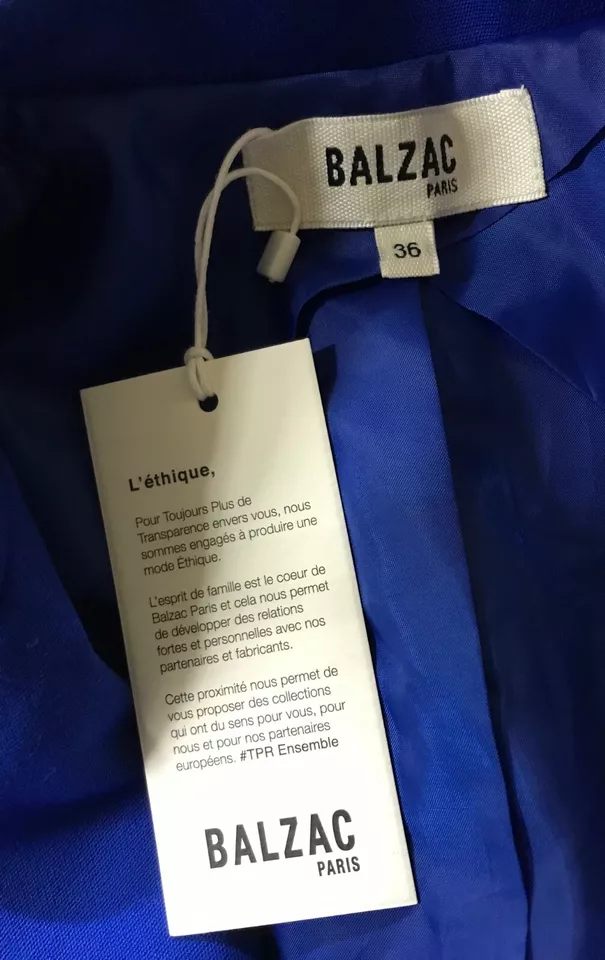 BALZAC
PARIS
36
L'éthique,
Pour Toujours Plus de
Transparence envers vous, nous
sommes engagés à produire une
mode Éthique.
L'esprit de famille est le coeur de
Balzac Paris et cela nous permet
de développer des relations
fortes et personnelles avec nos
partenaires et fabricants.
Cette proximité nous permet de
vous proposer des collections
qui ont du sens pour vous, pour
nous et pour nos partenaires
européens. #TPR Ensemble
BALZAC
PARIS